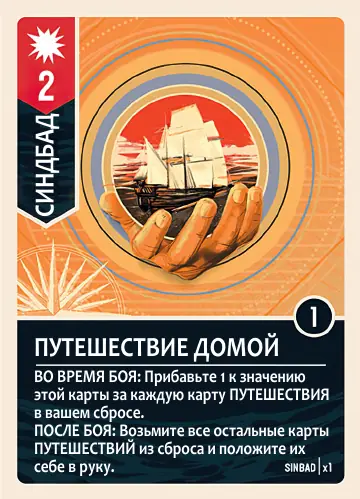 2
СИНДБАД
1
ПУТЕШЕСТВИЕ ДОМОЙ
ВО ВРЕМЯ БОЯ: Прибавьте 1 к значению
этой карты за каждую карту ПУТЕШЕСТВИЯ
в вашем сбросе.
ПОСЛЕ БОЯ: Возьмите все остальные карты
ПУТЕШЕСТВИЙ из сброса и положите их
себе в руку.
SINBAD | x1